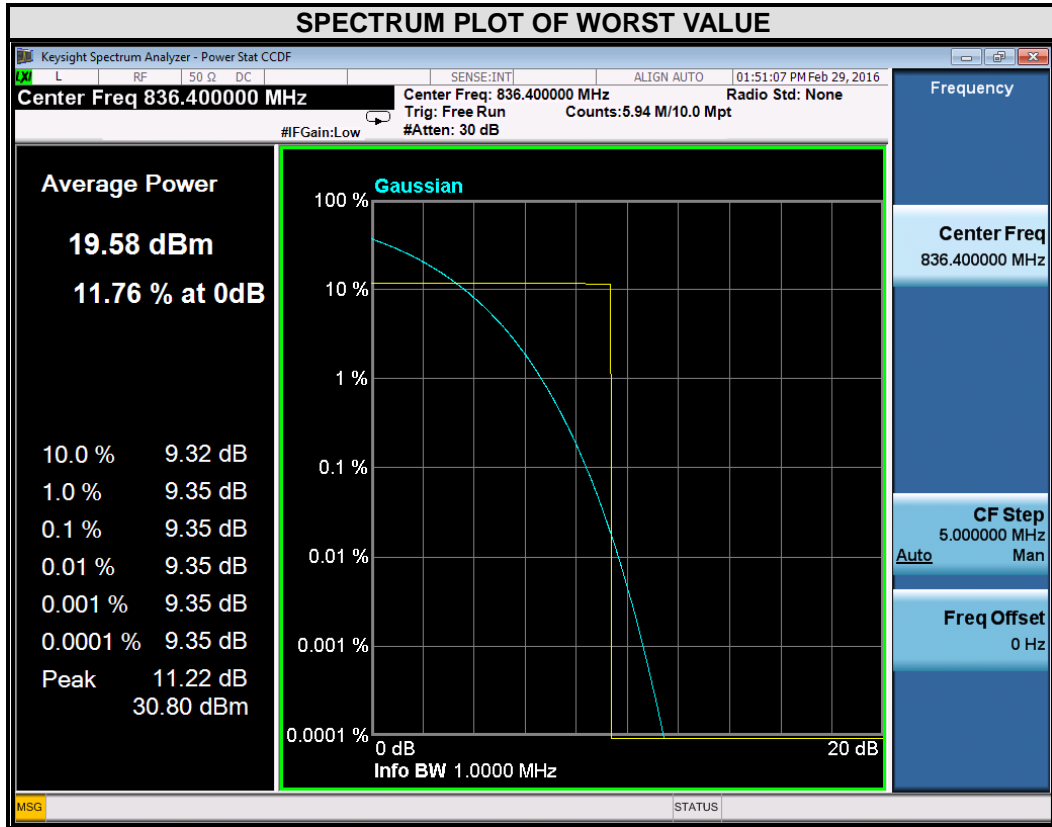 SPECTRUM PLOT OF WORST VALUE
Keysight Spectrum Analyzer - Power Stat CCDF
LXI L RF 50 Ω DC SENSE:INT ALIGN AUTO 01:51:07 PM Feb 29, 2016
Center Freq 836.400000 MHz
Center Freq: 836.400000 MHz Radio Std: None
Trig: Free Run Counts:5.94 M/10.0 Mpt
#IFGain:Low #Atten: 30 dB
Frequency
Average Power
19.58 dBm
11.76 % at 0dB
10.0 % 9.32 dB
1.0 % 9.35 dB
0.1 % 9.35 dB
0.01 % 9.35 dB
0.001 % 9.35 dB
0.0001 % 9.35 dB
Peak 11.22 dB
30.80 dBm
Gaussian
100 %
10 %
1 %
0.1 %
0.01 %
0.001 %
0.0001 %
0 dB 20 dB
Info BW 1.0000 MHz
Center Freq
836.400000 MHz
CF Step
5.000000 MHz
Auto Man
Freq Offset
0 Hz
MSG STATUS